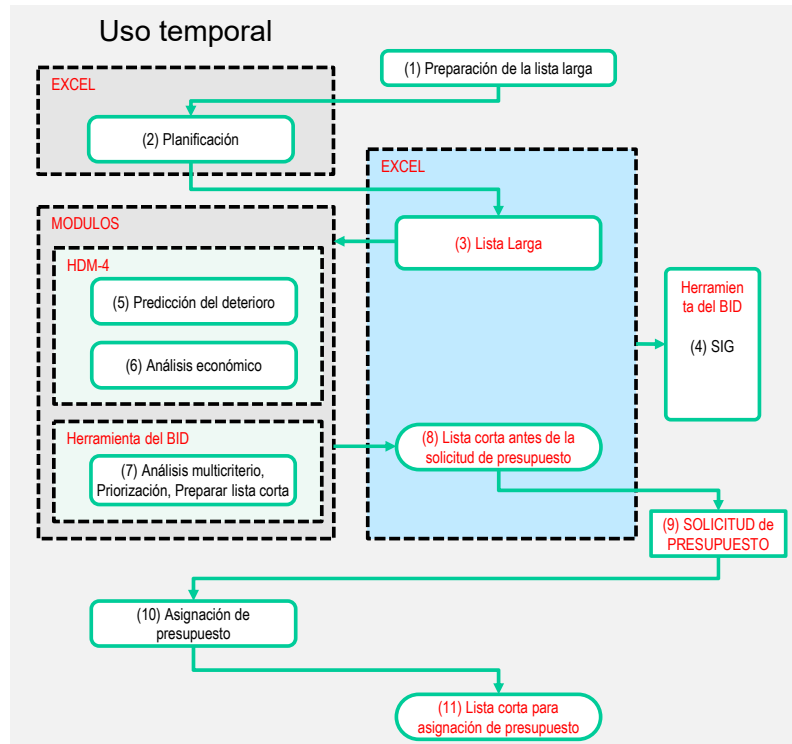 Uso temporal
(1) Preparación de la lista larga
EXCEL
(2) Planificación
EXCEL
(3) Lista Larga
MODULOS
HDM-4
(5) Predicción del deterioro
(6) Análisis económico
Herramien
ta del BID
(4) SIG
Herramienta del BID
(7) Análisis multicriterio,
Priorización, Preparar lista corta
(8) Lista corta antes de la
solicitud de presupuesto
(9) SOLICITUD de
PRESUPUESTO
(10) Asignación de
presupuesto
(11) Lista corta para
asignación de presupuesto